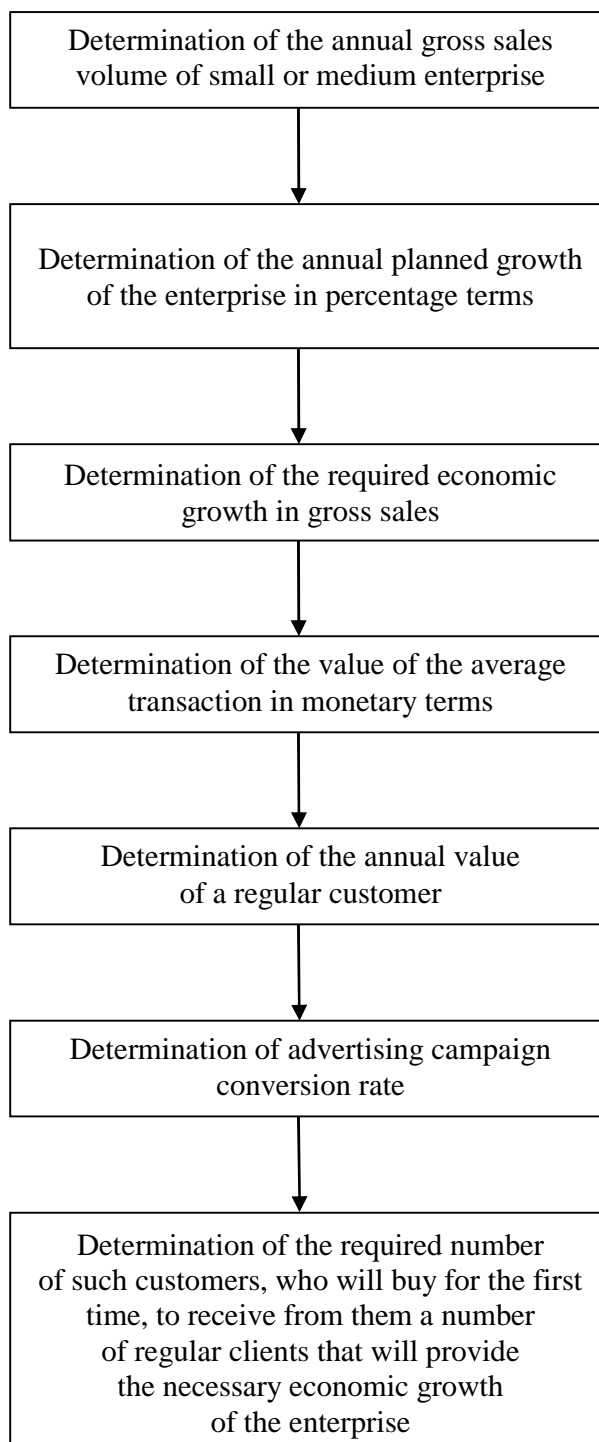 Determination of the annual gross sales
volume of small or medium enterprise
Determination of the annual planned growth
of the enterprise in percentage terms
Determination of the required economic
growth in gross sales
Determination of the value of the average
transaction in monetary terms
Determination of the annual value
of a regular customer
Determination of advertising campaign
conversion rate
Determination of the required number
of such customers, who will buy for the first
time, to receive from them a number
of regular clients that will provide
the necessary economic growth
of the enterprise